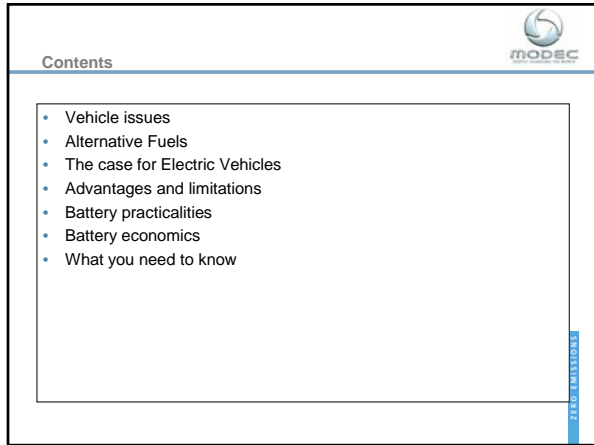 MODEC
Contents
• Vehicle issues
• Alternative Fuels
• The case for Electric Vehicles
• Advantages and limitations
• Battery practicalities
• Battery economics
• What you need to know
ZERO EMISSIONS